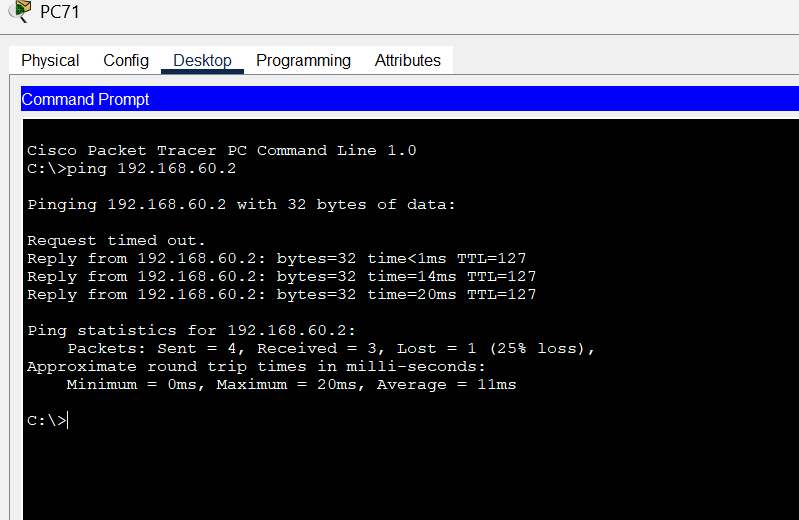 PC71
Physical Config Desktop Programming Attributes
Command Prompt
Cisco Packet Tracer PC Command Line 1.0
C:\>ping 192.168.60.2
Pinging 192.168.60.2 with 32 bytes of data:
Request timed out.
Reply from 192.168.60.2: bytes=32 time<1ms TTL=127
Reply from 192.168.60.2: bytes=32 time=14ms TTL=127
Reply from 192.168.60.2: bytes=32 time=20ms TTL=127
Ping statistics for 192.168.60.2:
Packets: Sent = 4, Received = 3, Lost = 1 (25% loss),
Approximate round trip times in milli-seconds:
Minimum = 0ms, Maximum = 20ms, Average = 11ms
C:\>